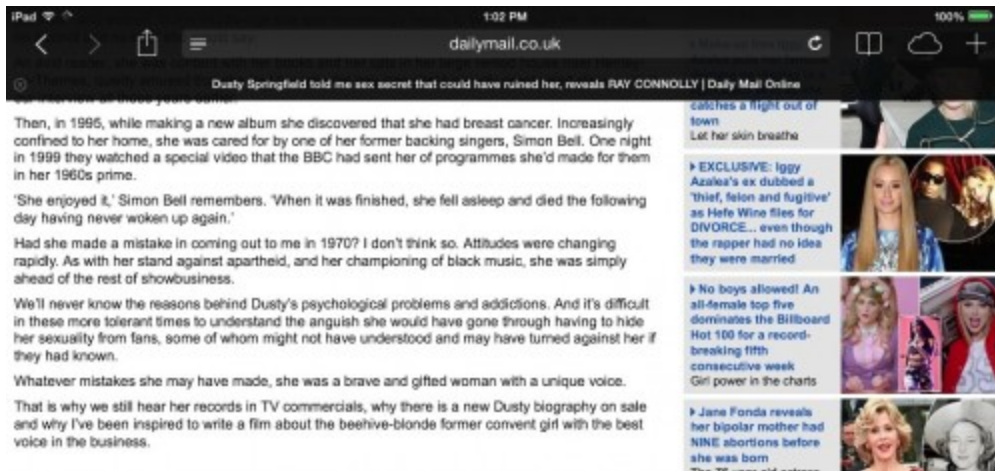 iPad
1:02 PM
100%
dailymail.co.uk
Dusty Springfield told me sex secret that could have ruined her, reveals RAY CONNOLLY | Daily Mail Online
Then, in 1995, while making a new album she discovered that she had breast cancer. Increasingly
confined to her home, she was cared for by one of her former backing singers, Simon Bell. One night
in 1999 they watched a special video that the BBC had sent her of programmes she'd made for them
in her 1960s prime.
'She enjoyed it,' Simon Bell remembers. 'When it was finished, she fell asleep and died the following
day having never woken up again.'
Had she made a mistake in coming out to me in 1970? I don't think so. Attitudes were changing
rapidly. As with her stand against apartheid, and her championing of black music, she was simply
ahead of the rest of showbusiness.
We'll never know the reasons behind Dusty's psychological problems and addictions. And it's difficult
in these more tolerant times to understand the anguish she would have gone through having to hide
her sexuality from fans, some of whom might not have understood and may have turned against her if
they had known.
Whatever mistakes she may have made, she was a brave and gifted woman with a unique voice.
That is why we still hear her records in TV commercials, why there is a new Dusty biography on sale
and why I've been inspired to write a film about the beehive-blonde former convent girl with the best
voice in the business.
catches a flight out of
town
Let her skin breathe
EXCLUSIVE: Iggy
Azalea's ex dubbed a
'thief, felon and fugitive'
as Hefe Wine files for
DIVORCE... even though
the rapper had no idea
they were married
No boys allowed! An
all-female top five
dominates the Billboard
Hot 100 for a record-
breaking fifth
consecutive week
Girl power in the charts
Jane Fonda reveals
her bipolar mother had
NINE abortions before
she was born